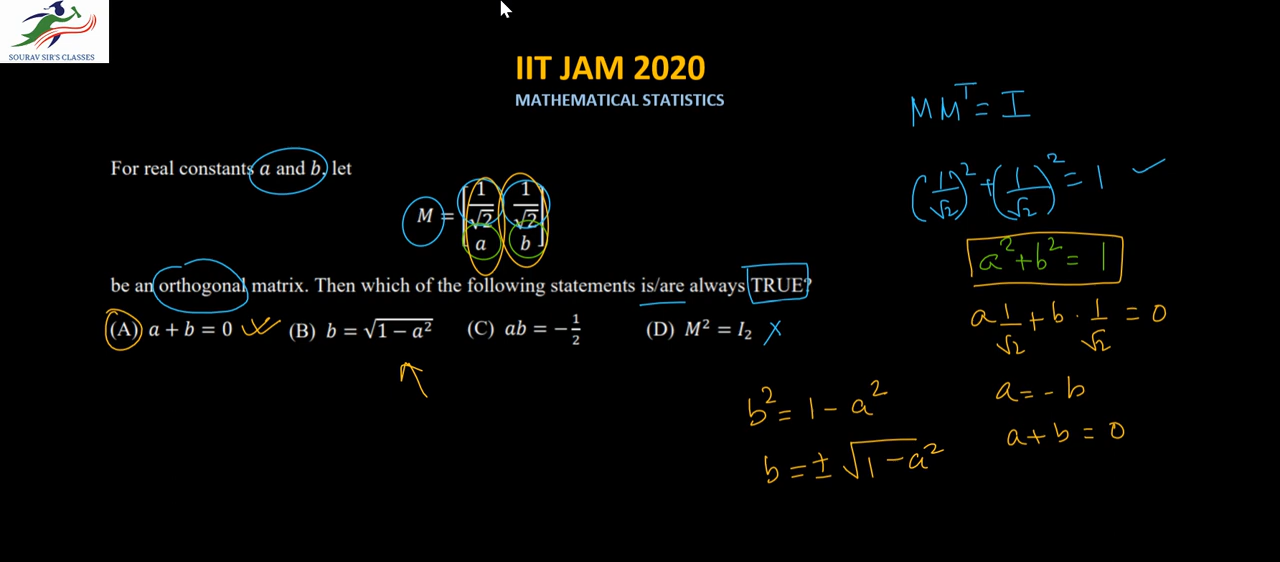 SOURAV SIR'S CLASSES
IIT JAM 2020
MATHEMATICAL STATISTICS
For real constants a and b, let
M = [1/√2 1/√2
a b]
be an orthogonal matrix. Then which of the following statements is/are always TRUE?
(A) a + b = 0 (B) b = √(1 − a²) (C) ab = −1/2 (D) M² = I₂ X
M Mᵀ = I
(1/√2)² + (1/√2)² = 1 ✓
a² + b² = 1
a 1/√2 + b · 1/√2 = 0
a = - b
a + b = 0
b² = 1 − a²
b = ± √(1 − a²)